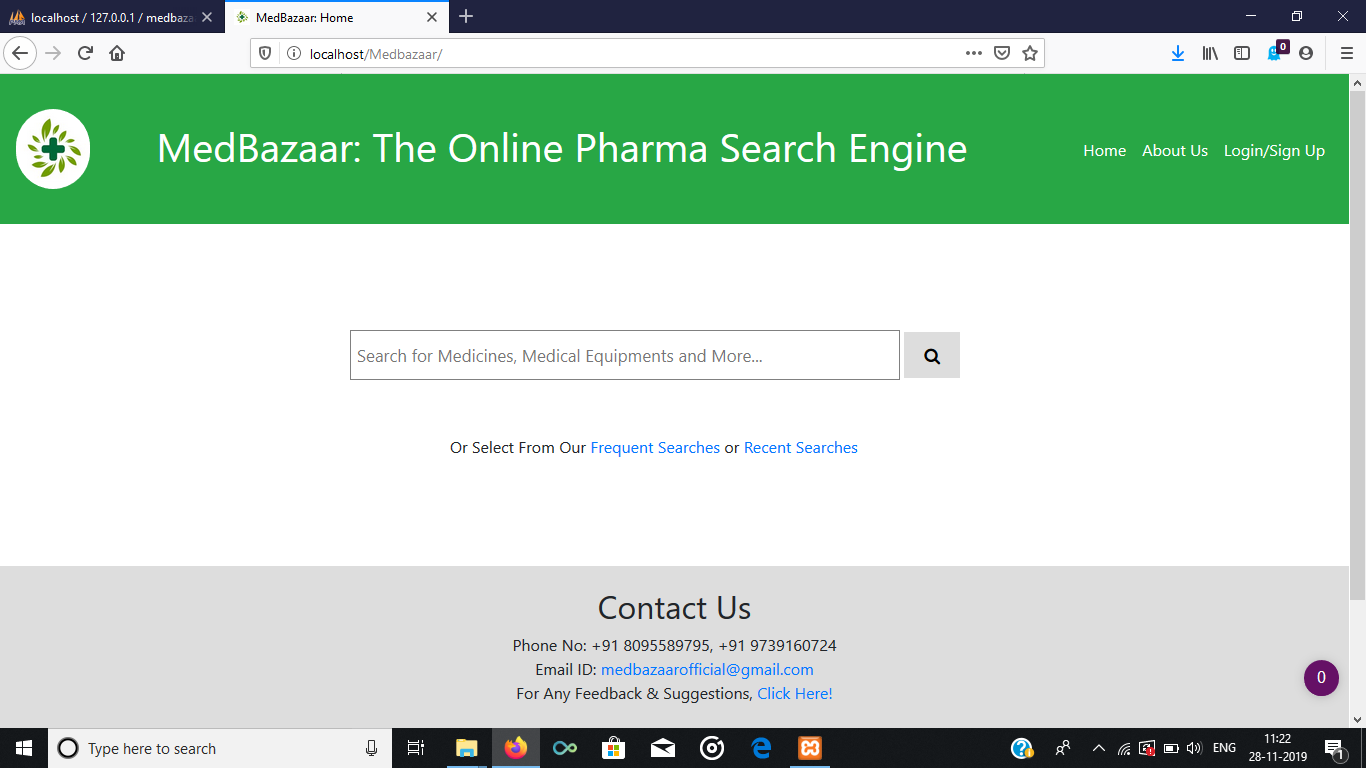 localhost / 127.0.0.1 / medbaza
MedBazaar: Home
localhost/Medbazaar/
0
MedBazaar: The Online Pharma Search Engine
Home About Us Login/Sign Up
Search for Medicines, Medical Equipments and More...
Or Select From Our Frequent Searches or Recent Searches
Contact Us
Phone No: +91 8095589795, +91 9739160724
Email ID: medbazaarofficial@gmail.com
For Any Feedback & Suggestions, Click Here!
0
Type here to search
ENG
11:22
28-11-2019
1